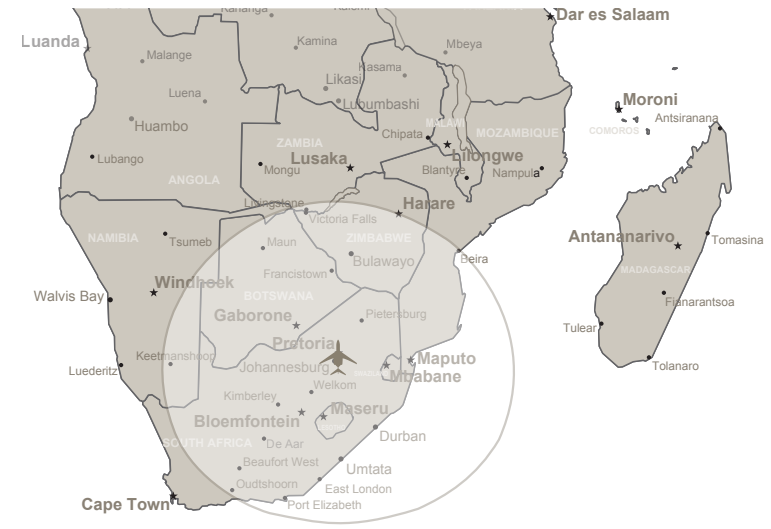 Kananga
Kalemi
Dar es Salaam
Luanda
Kamina
Mbeya
Malange
Kasama
Likasi
Luena
Lubumbashi
Moroni
Antsiranana
Huambo
MALAWI
MOZAMBIQUE
COMOROS
Chipata
ZAMBIA
Lubango
Lusaka
Lilongwe
Mongu
Blantyre
Nampula
ANGOLA
Livingstone
Harare
Victoria Falls
NAMIBIA
Tsumeb
Maun
ZIMBABWE
Antananarivo
Tomasina
Bulawayo
Beira
Francistown
MADAGASCAR
Windhoek
Walvis Bay
BOTSWANA
Fianarantsoa
Gaborone
Pietersburg
Tulear
Pretoria
Keetmanshoop
Maputo
Luederitz
Johannesburg
Mbabane
Tolanaro
Welkom
Kimberley
Maseru
Bloemfontein
SOUTH AFRICA
De Aar
Durban
Beaufort West
Umtata
Oudtshoorn
East London
Cape Town
Port Elizabeth